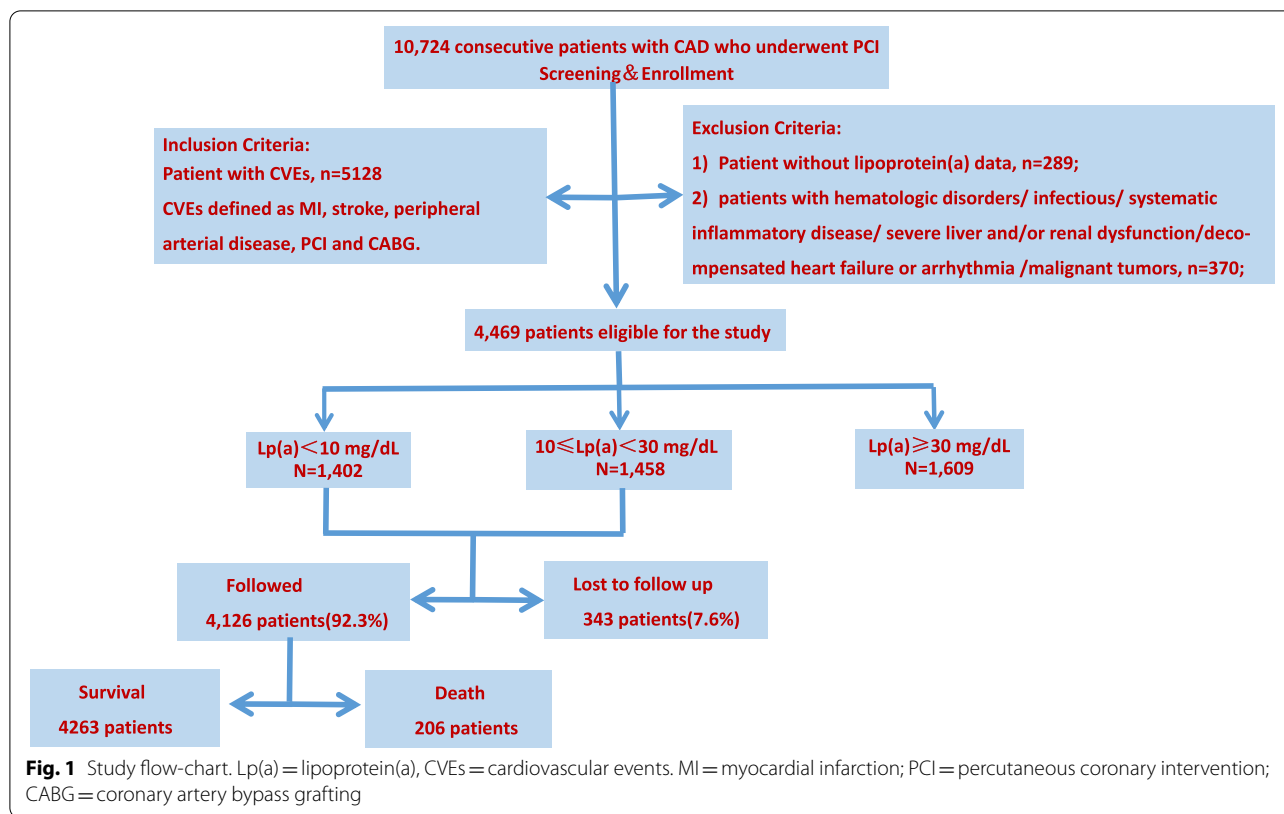 10,724 consecutive patients with CAD who underwent PCI
Screening＆Enrollment
Inclusion Criteria:
Patient with CVEs, n=5128
CVEs defined as MI, stroke, peripheral
arterial disease, PCI and CABG.
Exclusion Criteria:
1) Patient without lipoprotein(a) data, n=289;
2) patients with hematologic disorders/ infectious/ systematic
inflammatory disease/ severe liver and/or renal dysfunction/deco-
mpensated heart failure or arrhythmia /malignant tumors, n=370;
4,469 patients eligible for the study
Lp(a)＜10 mg/dL
N=1,402
10≤Lp(a)＜30 mg/dL
N=1,458
Lp(a)≥30 mg/dL
N=1,609
Followed
4,126 patients(92.3%)
Lost to follow up
343 patients(7.6%)
Survival
4263 patients
Death
206 patients
Fig. 1 Study flow-chart. Lp(a) = lipoprotein(a), CVEs = cardiovascular events. MI = myocardial infarction; PCI = percutaneous coronary intervention;
CABG = coronary artery bypass grafting